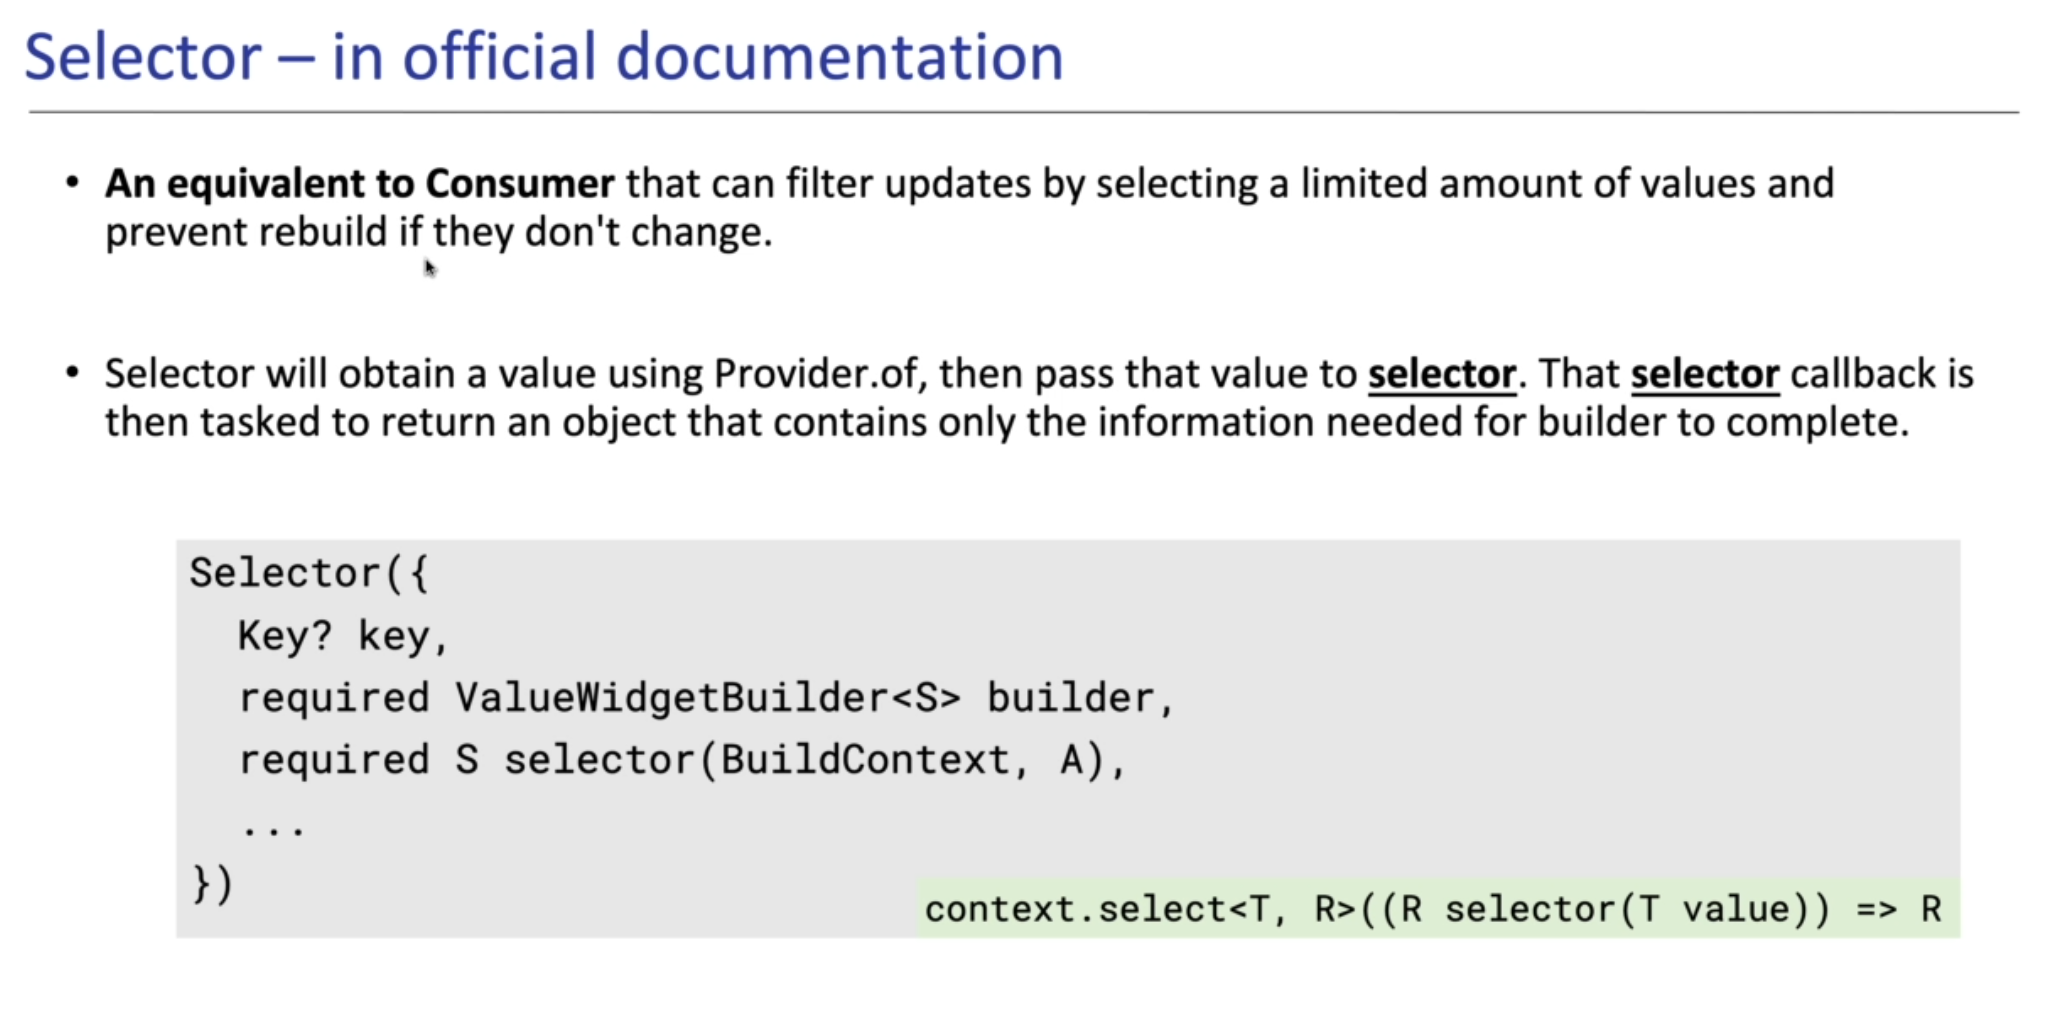 Selector – in official documentation
• An equivalent to Consumer that can filter updates by selecting a limited amount of values and
prevent rebuild if they don't change.
• Selector will obtain a value using Provider.of, then pass that value to selector. That selector callback is
then tasked to return an object that contains only the information needed for builder to complete.
Selector({
  Key? key,
  required ValueWidgetBuilder<S> builder,
  required S selector(BuildContext, A),
  ...
})
context.select<T, R>((R selector(T value)) => R